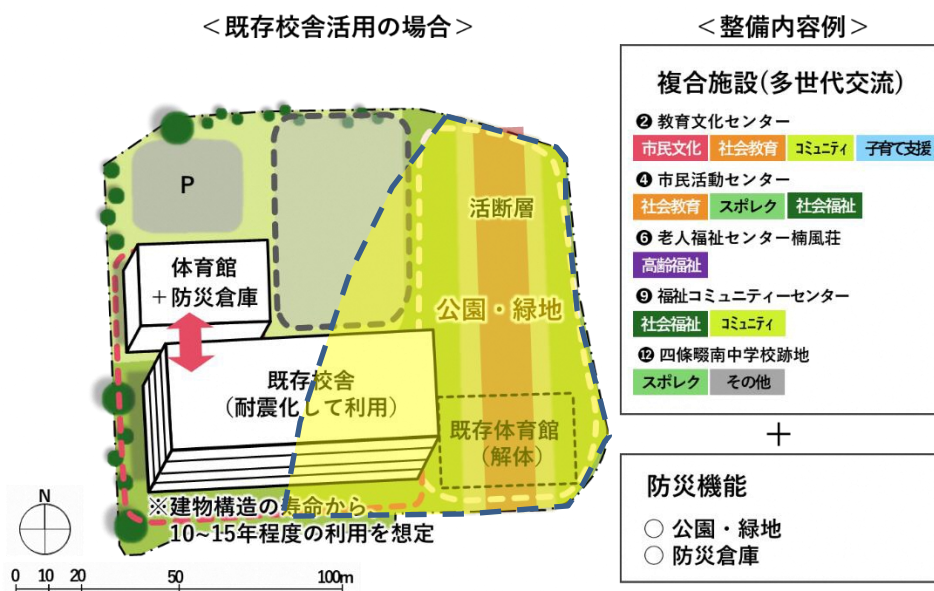 ＜既存校舎活用の場合＞
P
体育館
＋防災倉庫
既存校舎
(耐震化して利用)
活断層
公園・緑地
既存体育館
(解体)
※建物構造の寿命から
10~15年程度の利用を想定
N
0 10 20 50 100m
＜整備内容例＞
複合施設(多世代交流)
❷ 教育文化センター
市民文化 社会教育 コミュニティ 子育て支援
❹ 市民活動センター
社会教育 スポレク 社会福祉
❻ 老人福祉センター楠風荘
高齢福祉
❾ 福祉コミュニティーセンター
社会福祉 コミュニティ
⓬ 四條畷南中学校跡地
スポレク その他
＋
防災機能
○ 公園・緑地
○ 防災倉庫